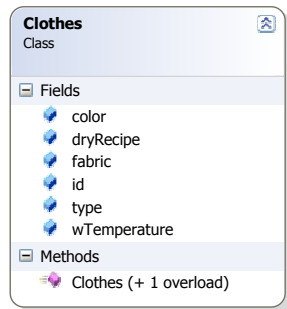 Clothes
Class
Fields
color
dryRecipe
fabric
id
type
wTemperature
Methods
Clothes (+ 1 overload)